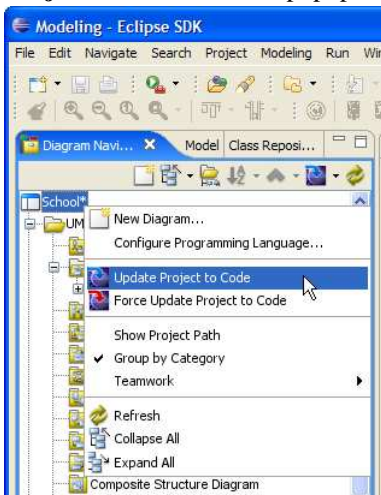 Modeling - Eclipse SDK
File Edit Navigate Search Project Modeling Run
Diagram Navi... Model Class Reposi...
School*
New Diagram...
Configure Programming Language...
Update Project to Code
Force Update Project to Code
Show Project Path
Group by Category
Teamwork
Refresh
Collapse All
Expand All
Composite Structure Diagram